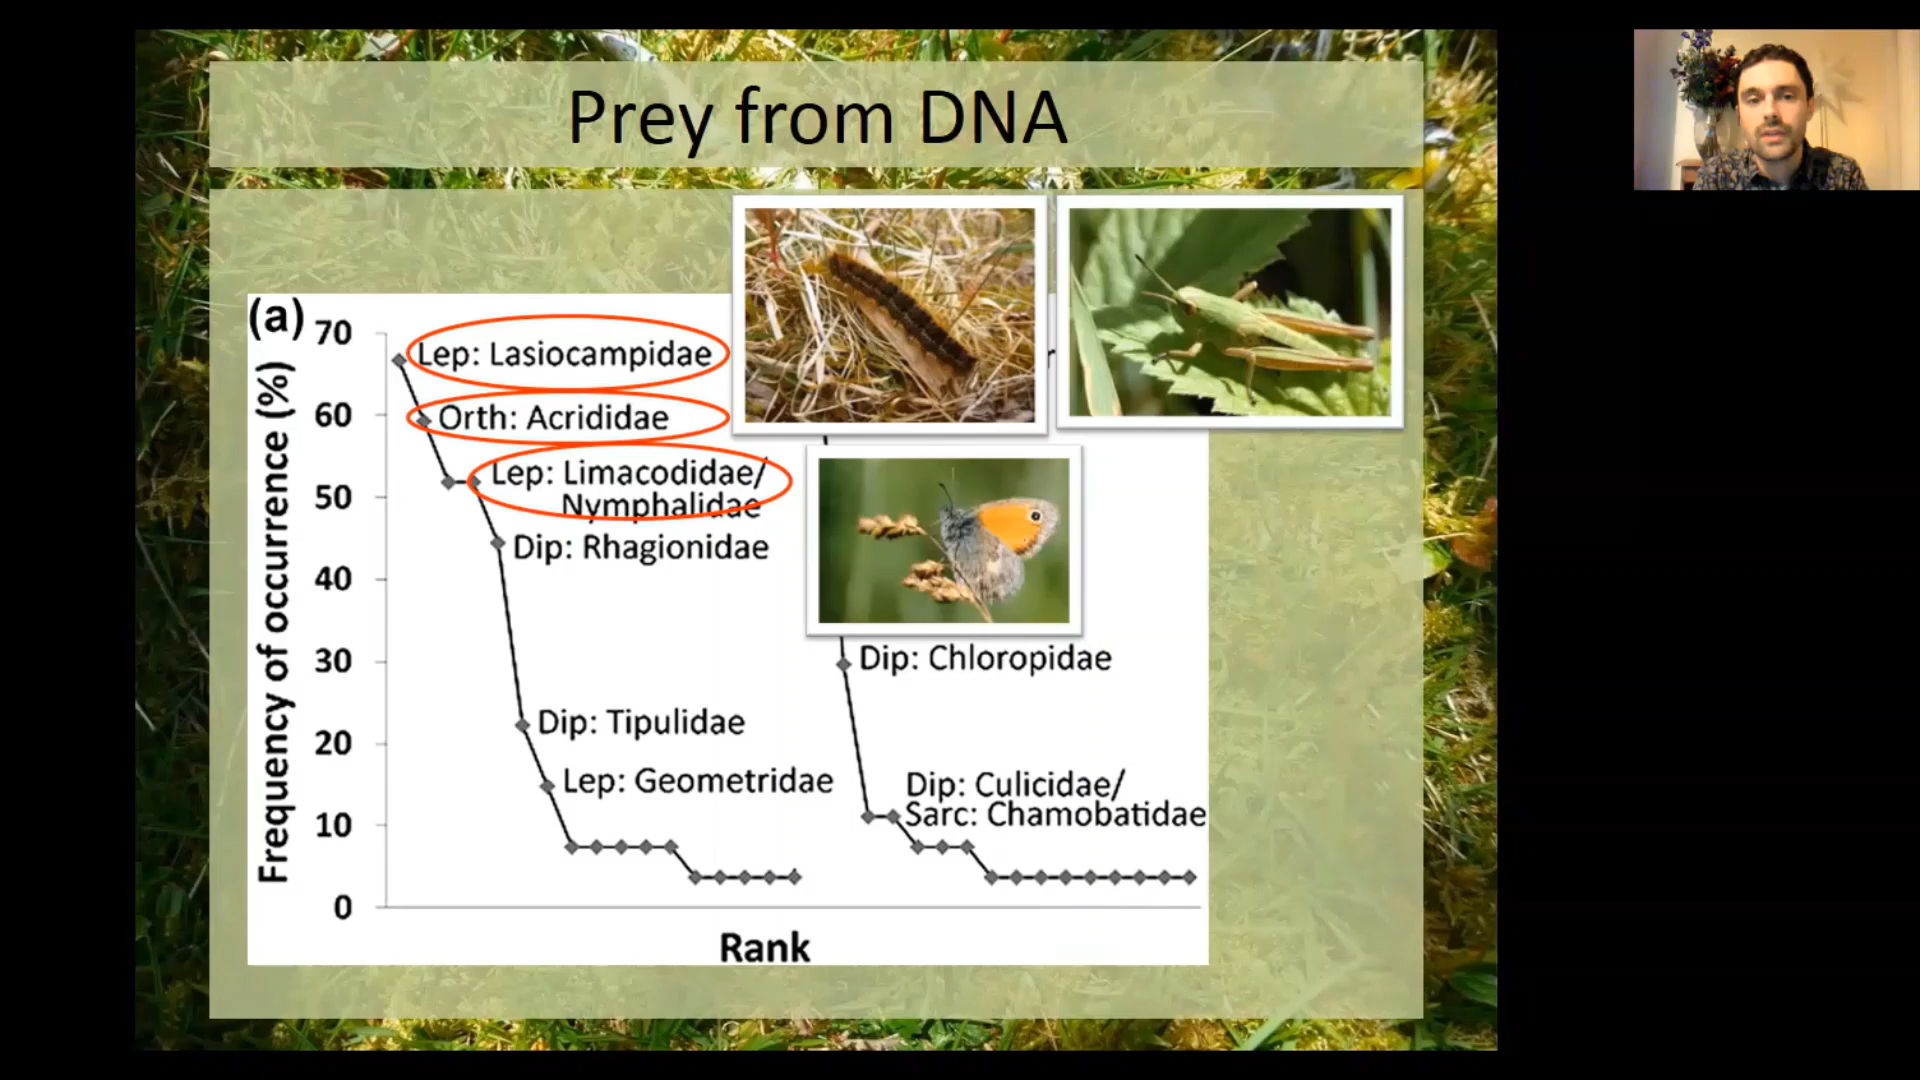 Prey from DNA
(a)
70
60
50
40
30
20
10
0
Frequency of occurrence (%)
Lep: Lasiocampidae
Orth: Acrididae
Lep: Limacodidae/
Nymphalidae
Dip: Rhagionidae
Dip: Tipulidae
Lep: Geometridae
Dip: Chloropidae
Dip: Culicidae/
Sarc: Chamobatidae
Rank